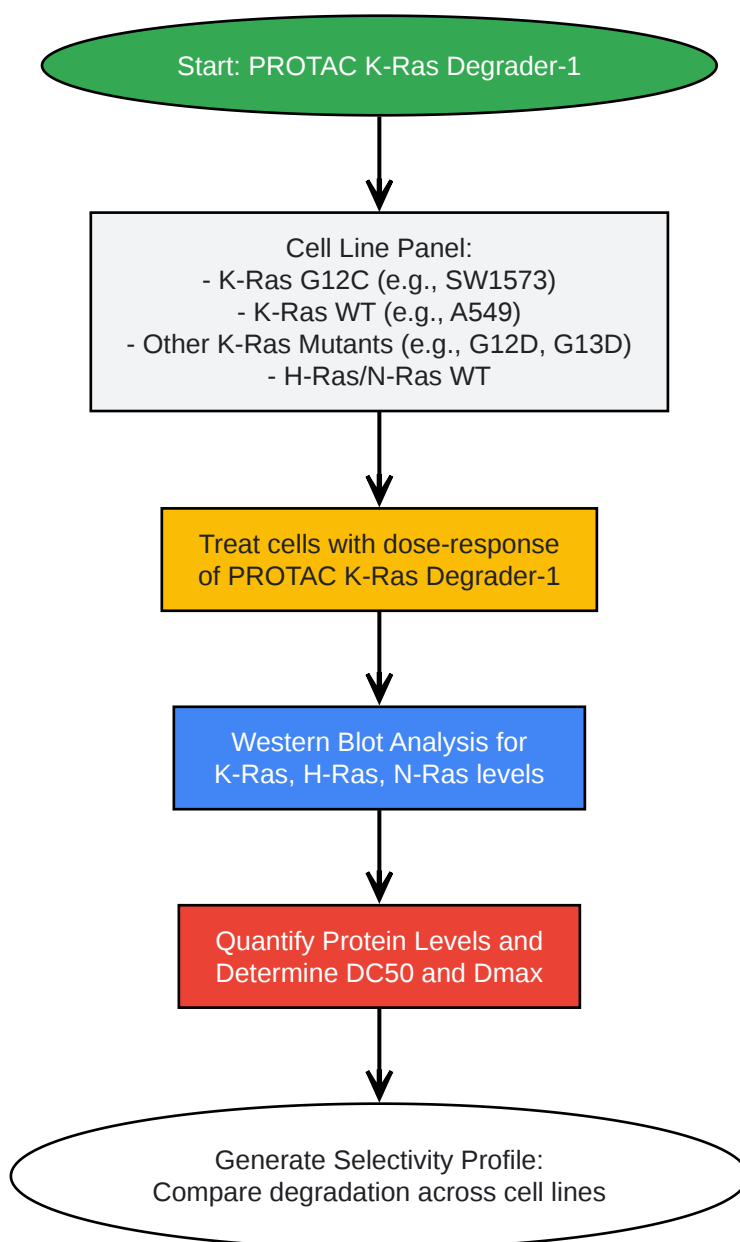 Start: PROTAC K-Ras Degrader-1
Cell Line Panel:
- K-Ras G12C (e.g., SW1573)
- K-Ras WT (e.g., A549)
- Other K-Ras Mutants (e.g., G12D, G13D)
- H-Ras/N-Ras WT
Treat cells with dose-response
of PROTAC K-Ras Degrader-1
Western Blot Analysis for
K-Ras, H-Ras, N-Ras levels
Quantify Protein Levels and
Determine DC50 and Dmax
Generate Selectivity Profile:
Compare degradation across cell lines